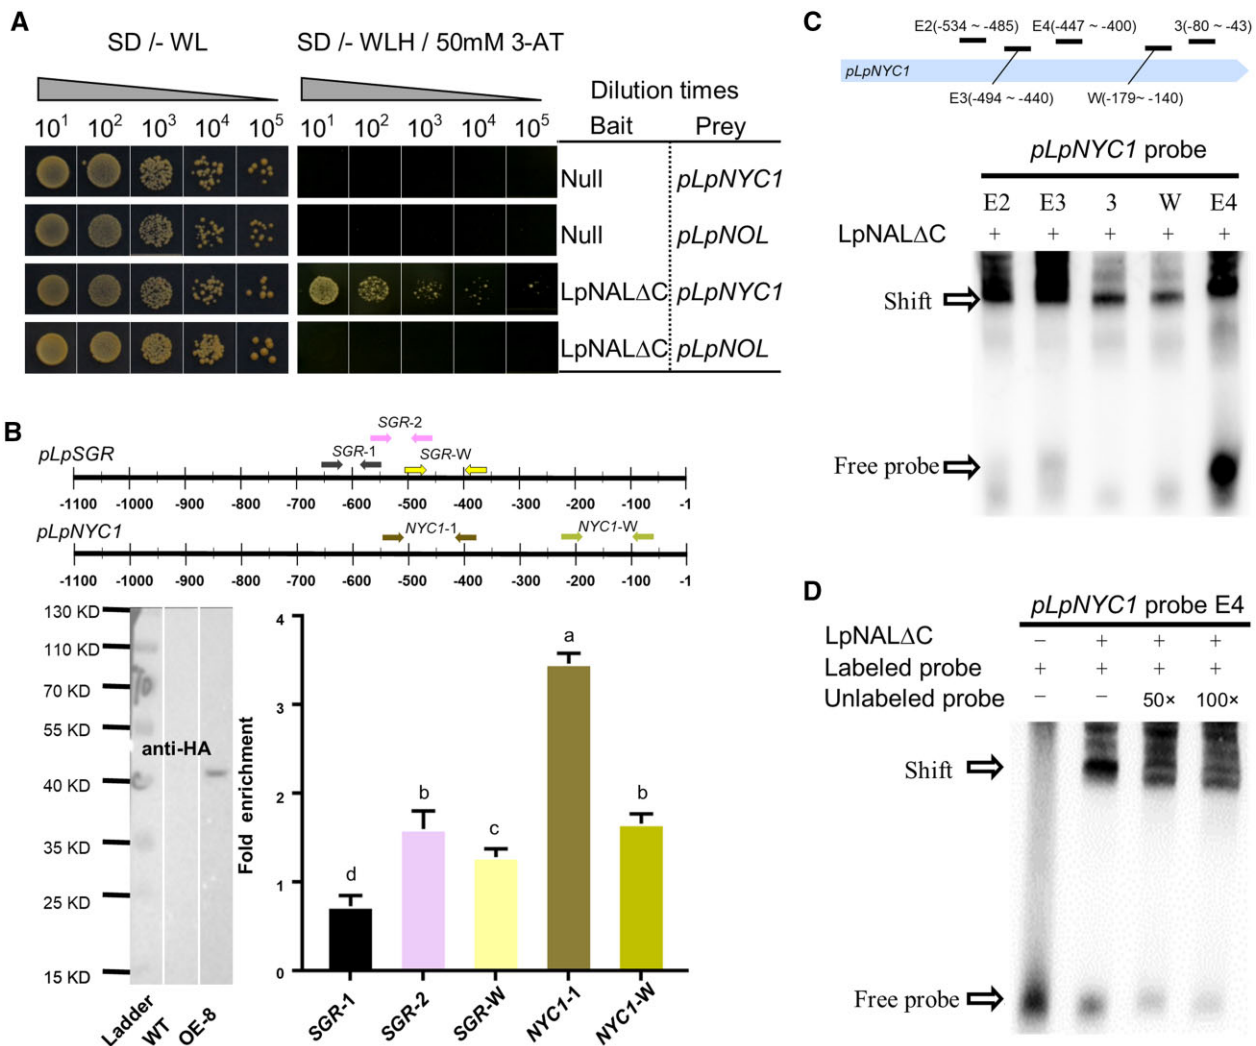 A
SD /- WL
SD /- WLH / 50mM 3-AT
Dilution times
10¹ 10² 10³ 10⁴ 10⁵
10¹ 10² 10³ 10⁴ 10⁵
Bait Prey
Null pLpNYC1
Null pLpNOL
LpNALΔC pLpNYC1
LpNALΔC pLpNOL
B
SGR-2
SGR-1
SGR-W
pLpSGR
-1100 -1000 -900 -800 -700 -600 -500 -400 -300 -200 -100 -1
pLpNYC1
NYC1-1
NYC1-W
-1100 -1000 -900 -800 -700 -600 -500 -400 -300 -200 -100 -1
130 KD
110 KD
70 KD
55 KD
40 KD
35 KD
25 KD
15 KD
anti-HA
Ladder
WT
OE-8
Fold enrichment
4
3
2
1
0
d
b
c
a
b
SGR-1
SGR-2
SGR-W
NYC1-1
NYC1-W
C
E2(-534 ~ -485)
E4(-447 ~ -400)
3(-80 ~ -43)
pLpNYC1
E3(-494 ~ -440)
W(-179~ -140)
pLpNYC1 probe
E2 E3 3 W E4
LpNALΔC + + + + +
Shift
Free probe
D
pLpNYC1 probe E4
LpNALΔC – + + +
Labeled probe + + + +
Unlabeled probe – – 50× 100×
Shift
Free probe